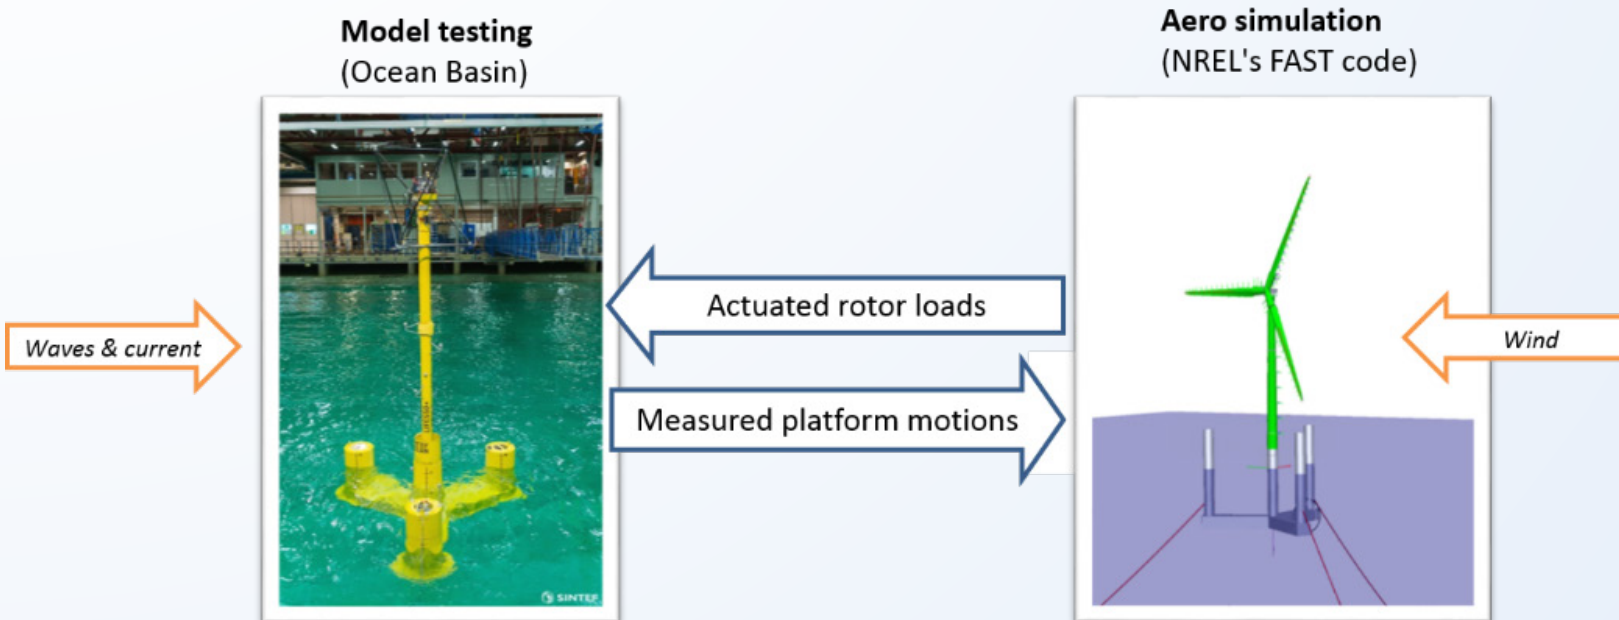 Model testing
(Ocean Basin)
Aero simulation
(NREL's FAST code)
Actuated rotor loads
Waves & current
Wind
Measured platform motions
SINTEF